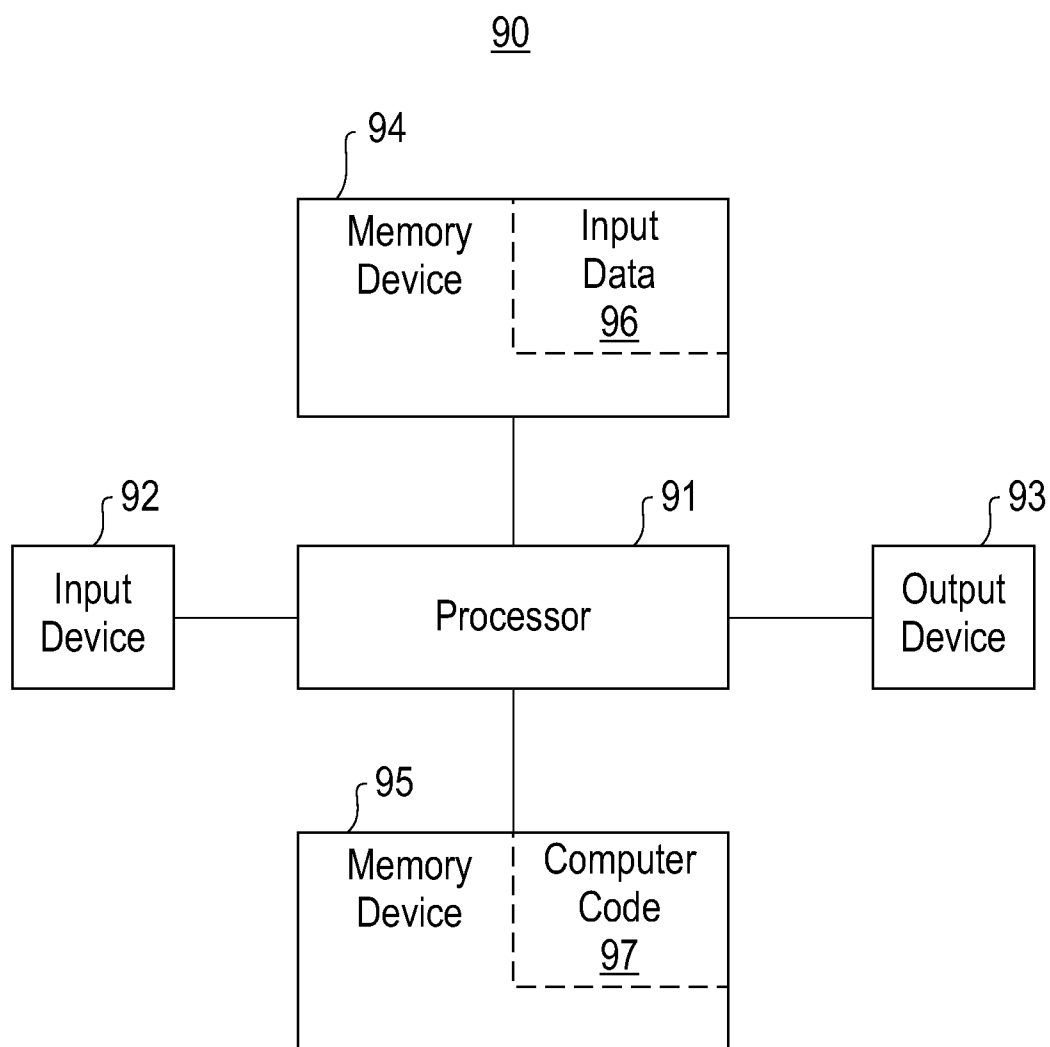 90
94
Memory
Device
Input
Data
96
92
91
93
Input
Device
Processor
Output
Device
95
Memory
Device
Computer
Code
97